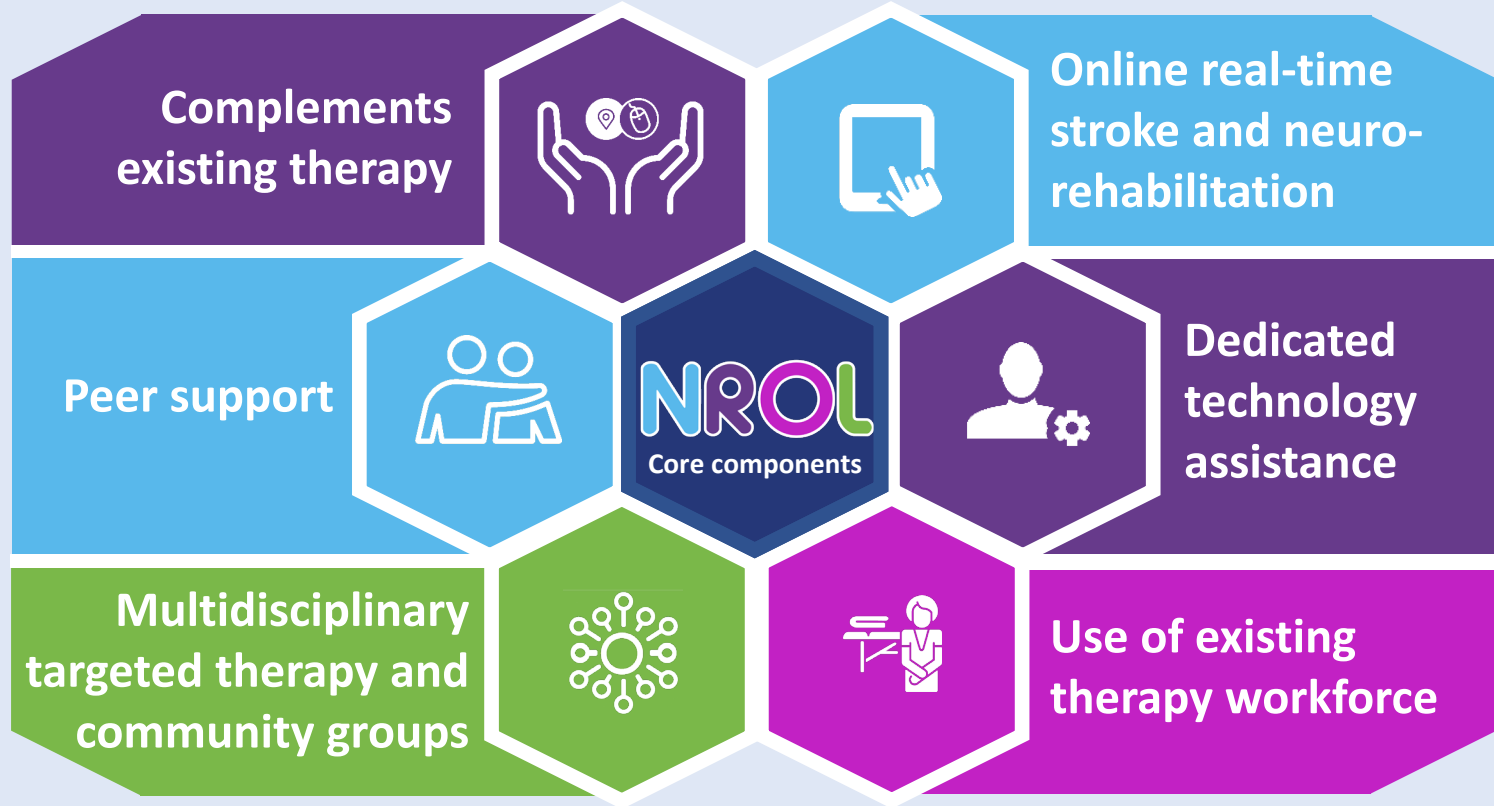 Complements
existing therapy
Online real-time
stroke and neuro-
rehabilitation
Peer support
NROL
Core components
Dedicated
technology
assistance
Multidisciplinary
targeted therapy and
community groups
Use of existing
therapy workforce